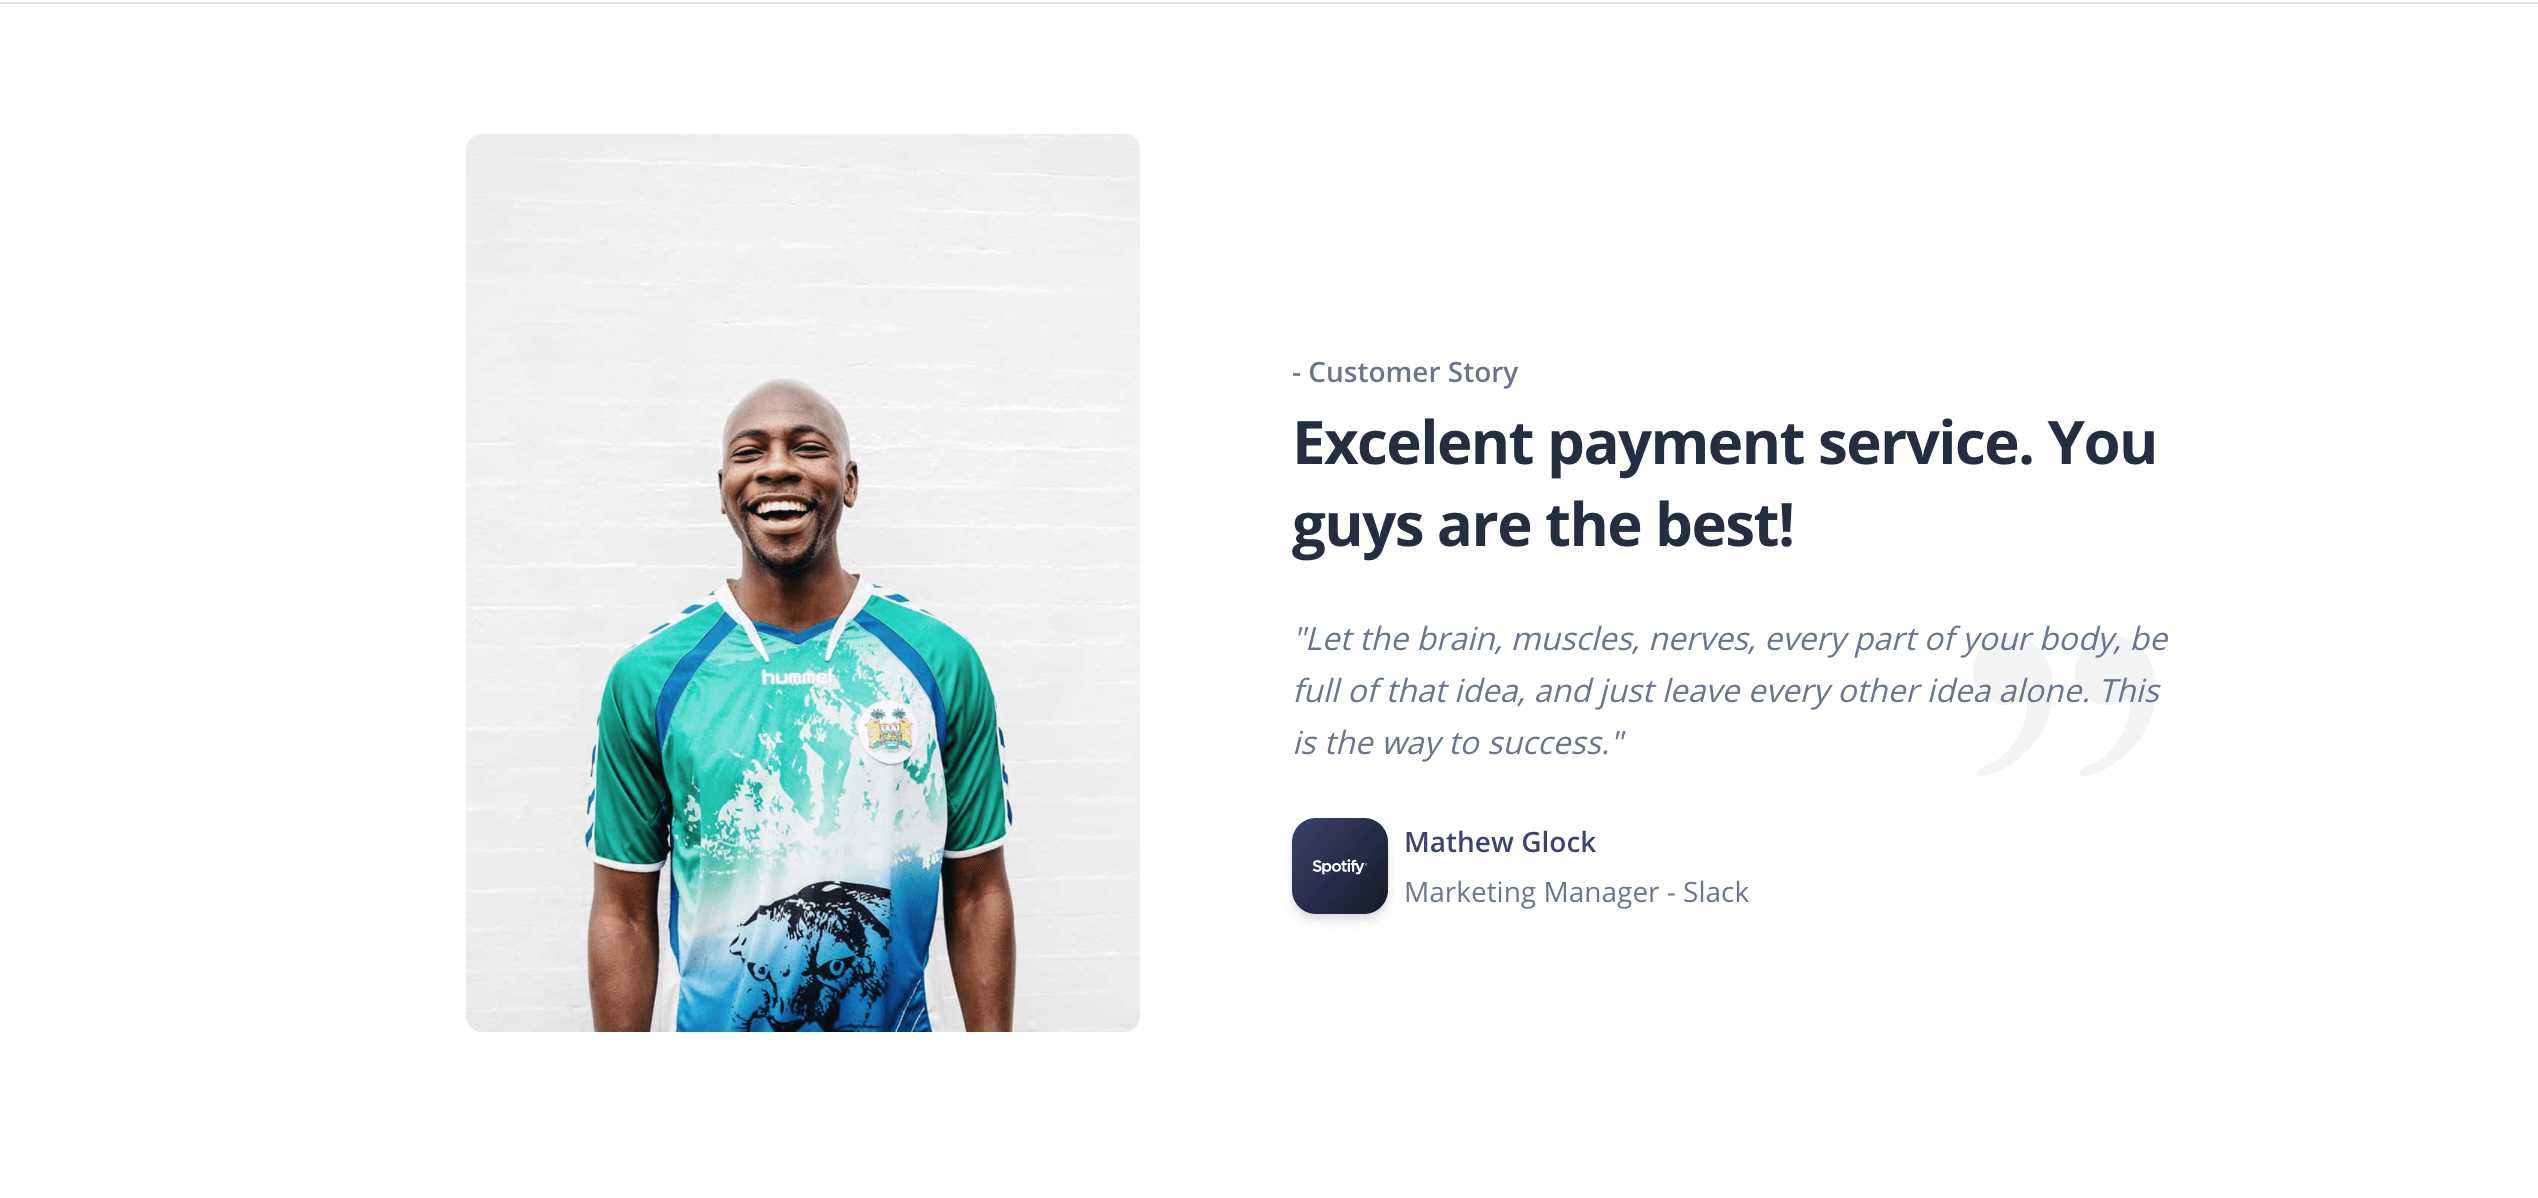 hummel
- Customer Story
Excelent payment service. You
guys are the best!
"Let the brain, muscles, nerves, every part of your body, be
full of that idea, and just leave every other idea alone. This
is the way to success."
Spotify
Mathew Glock
Marketing Manager - Slack